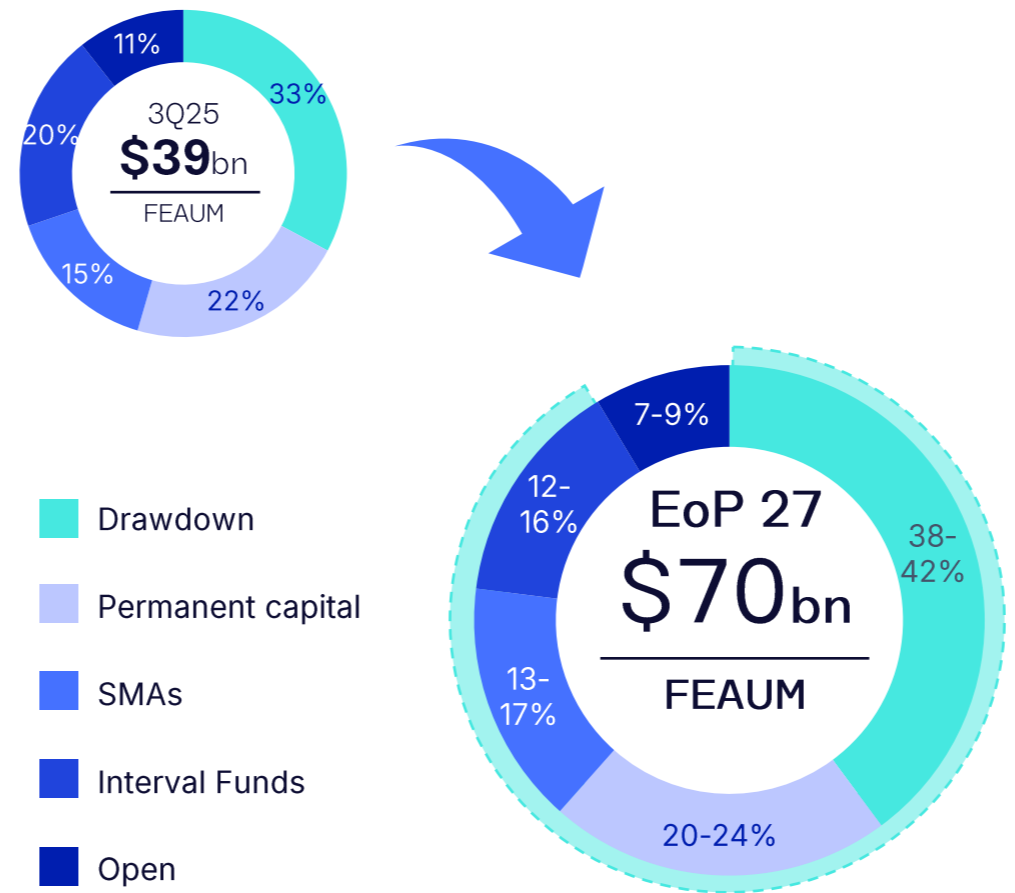 11%
33%
20%
3Q25
$39bn
FEAUM
15%
22%
7-9%
12-
16%
EoP 27
$70bn
FEAUM
38-
42%
13-
17%
20-24%
Drawdown
Permanent capital
SMAs
Interval Funds
Open